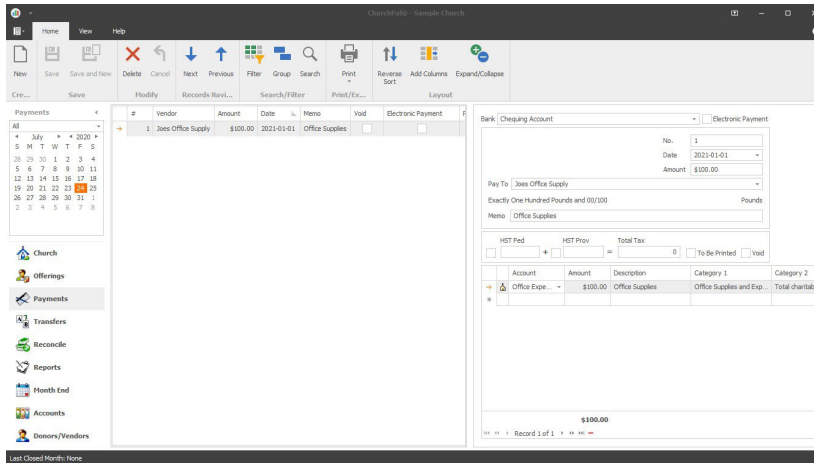 ChurchPal© - Sample Church
Home View Help
New Save Save and New Delete Cancel Next Previous Filter Group Search Print Reverse Sort Add Columns Expand/Collapse
Cre... Save Modify Records Navi... Search/Filter Print/Ex... Layout
Payments
All
July 2020
S M T W T F S
28 29 30 1 2 3 4
5 6 7 8 9 10 11
12 13 14 15 16 17 18
19 20 21 22 23 24 25
26 27 28 29 30 31 1
2 3 4 5 6 7 8
Church
Offerings
Payments
Transfers
Reconcile
Reports
Month End
Accounts
Donors/Vendors
# Vendor Amount Date Memo Void Electronic Payment
1 Joes Office Supply $100.00 2021-01-01 Office Supplies
Bank Chequing Account Electronic Payment
No. 1
Date 2021-01-01
Amount $100.00
Pay To Joes Office Supply
Exactly One Hundred Pounds and 00/100 Pounds
Memo Office Supplies
HST Fed HST Prov Total Tax
+ = 0 To Be Printed Void
Account Amount Description Category 1 Category 2
Office Expe... $100.00 Office Supplies Office Supplies and Exp... Total charitab
$100.00
Record 1 of 1
Last Closed Month: None